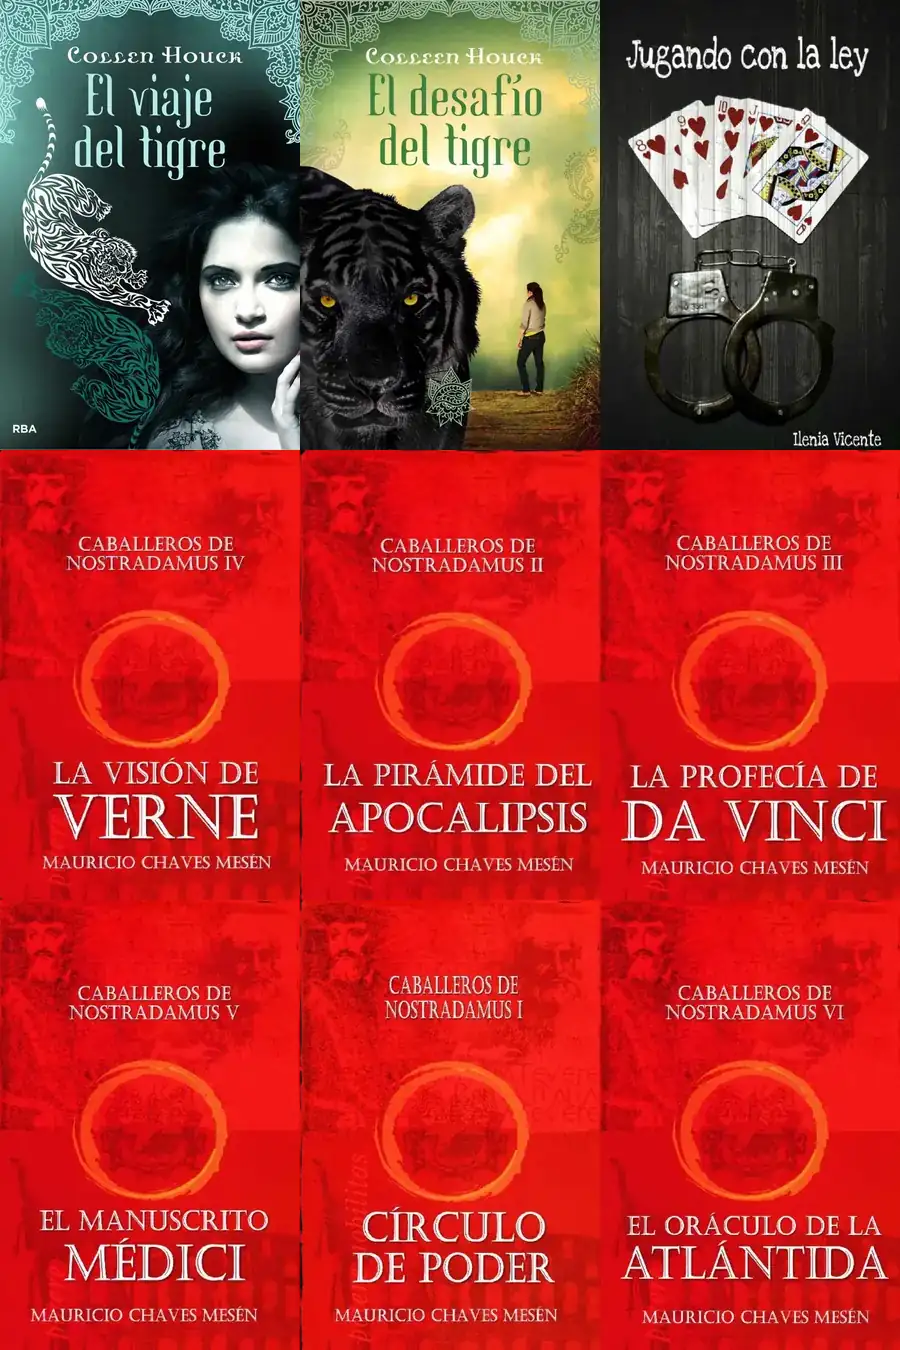 COLLEEN HOUCK
El viaje
del tigre
RBA
COLLEEN HOUCK
El desafío
del tigre
Jugando con la ley
8
9
10
J
Q
Ilenia Vicente
CABALLEROS DE
NOSTRADAMUS IV
LA VISIÓN DE
VERNE
MAURICIO CHAVES MESÉN
CABALLEROS DE
NOSTRADAMUS II
LA PIRÁMIDE DEL
APOCALIPSIS
MAURICIO CHAVES MESÉN
CABALLEROS DE
NOSTRADAMUS III
LA PROFECÍA DE
DA VINCI
MAURICIO CHAVES MESÉN
CABALLEROS DE
NOSTRADAMUS V
EL MANUSCRITO
MÉDICI
MAURICIO CHAVES MESÉN
CABALLEROS DE
NOSTRADAMUS I
CÍRCULO
DE PODER
MAURICIO CHAVES MESÉN
CABALLEROS DE
NOSTRADAMUS VI
EL ORÁCULO DE LA
ATLÁNTIDA
MAURICIO CHAVES MESÉN